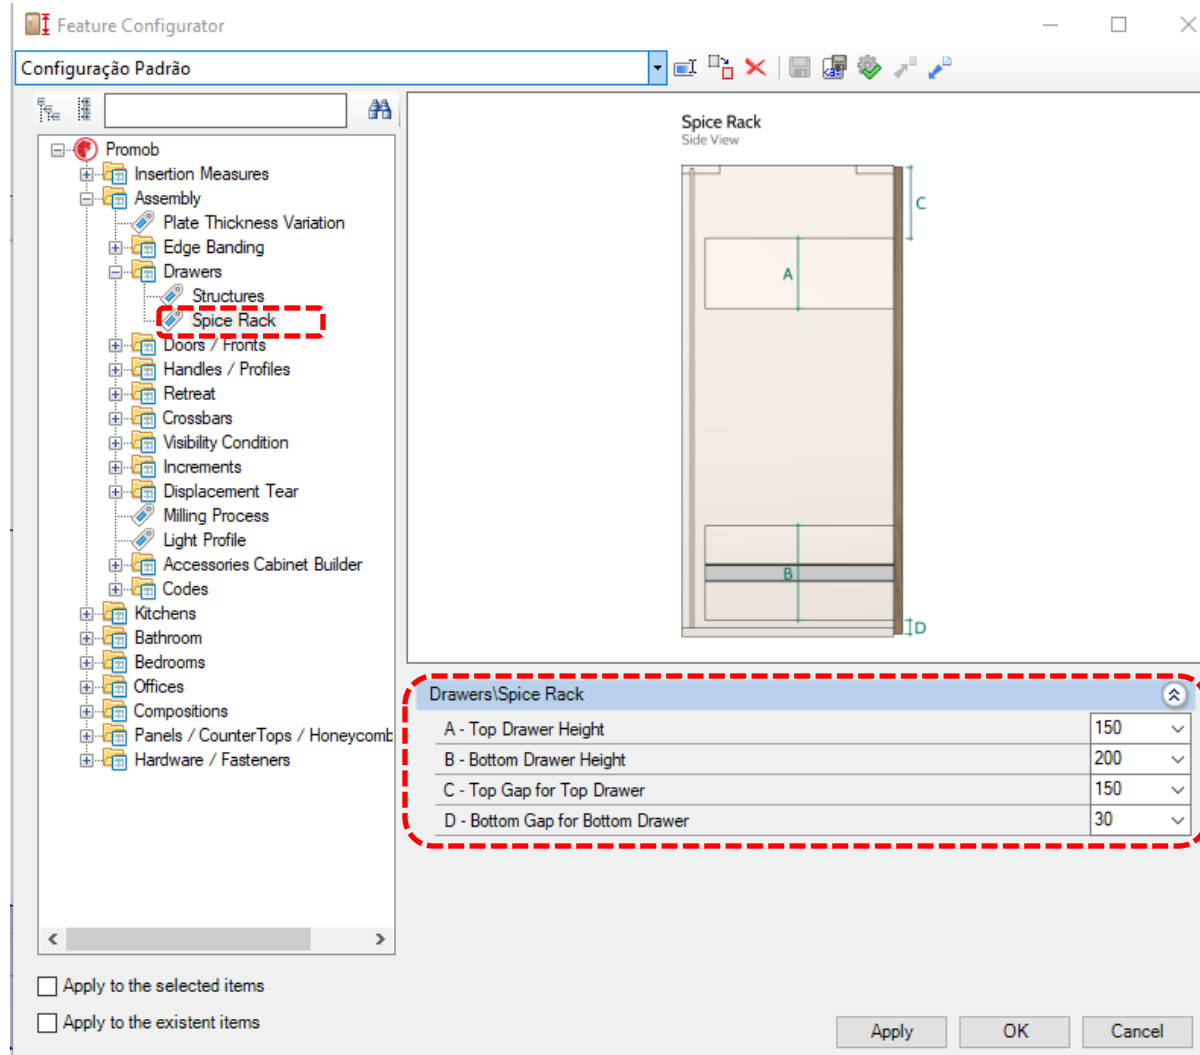 Feature Configurator
Configuração Padrão
Promob
Insertion Measures
Assembly
Plate Thickness Variation
Edge Banding
Drawers
Structures
Spice Rack
Doors / Fronts
Handles / Profiles
Retreat
Crossbars
Visibility Condition
Increments
Displacement Tear
Milling Process
Light Profile
Accessories Cabinet Builder
Codes
Kitchens
Bathroom
Bedrooms
Offices
Compositions
Panels / CounterTops / Honeycomb
Hardware / Fasteners
Spice Rack
Side View
C
A
B
D
Drawers\Spice Rack
A - Top Drawer Height 150
B - Bottom Drawer Height 200
C - Top Gap for Top Drawer 150
D - Bottom Gap for Bottom Drawer 30
Apply to the selected items
Apply to the existent items
Apply OK Cancel